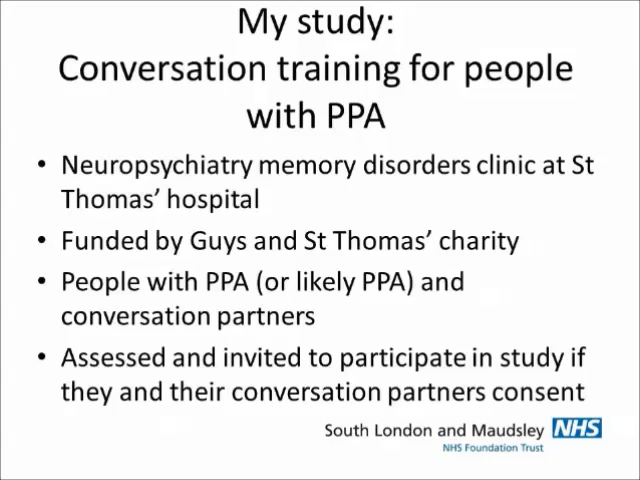 My study:
Conversation training for people
with PPA
• Neuropsychiatry memory disorders clinic at St
Thomas’ hospital
• Funded by Guys and St Thomas’ charity
• People with PPA (or likely PPA) and
conversation partners
• Assessed and invited to participate in study if
they and their conversation partners consent
South London and Maudsley NHS
NHS Foundation Trust